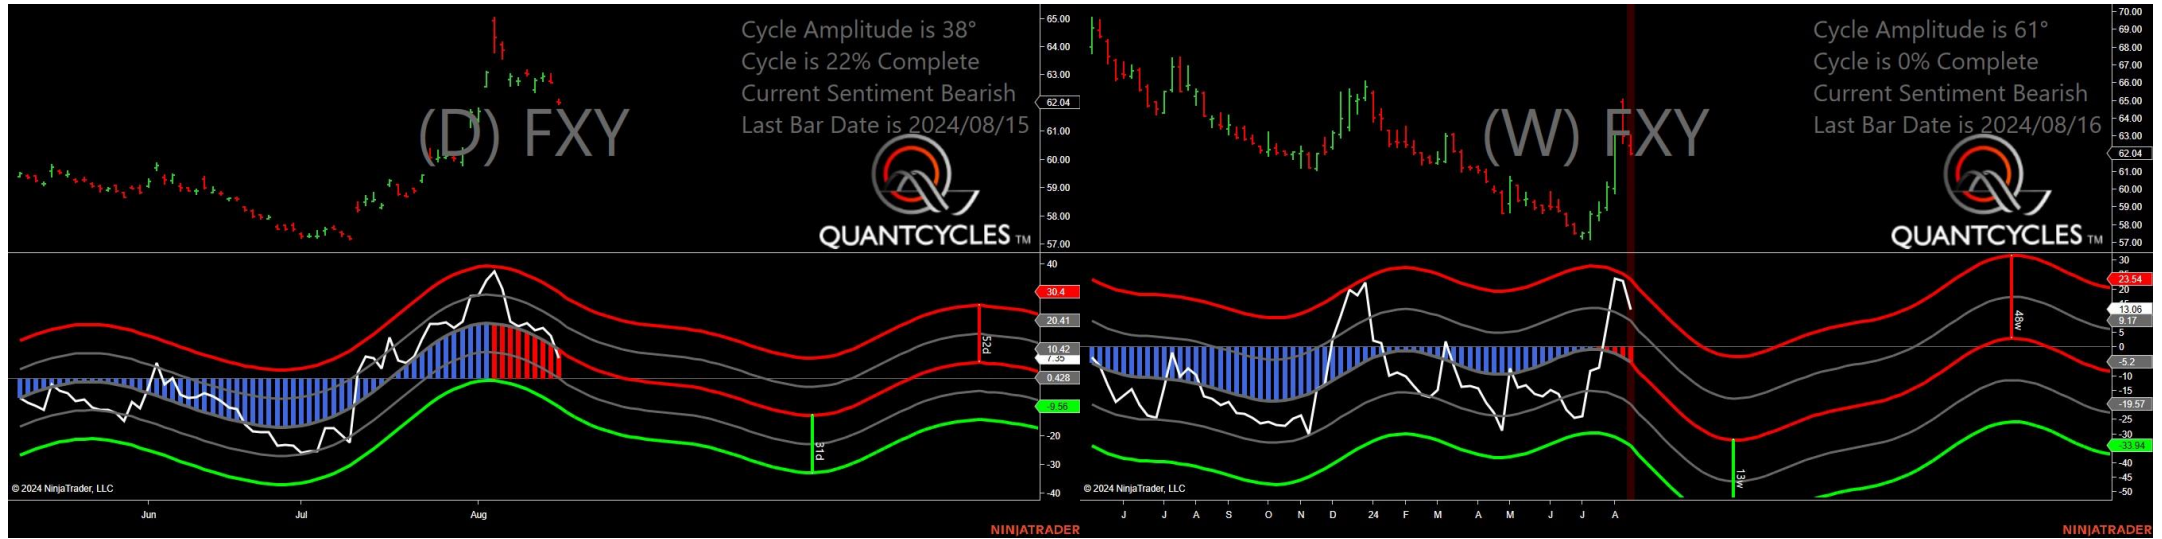 Cycle Amplitude is 38°
Cycle is 22% Complete
Current Sentiment Bearish
Last Bar Date is 2024/08/15
(D) FXY
QUANTCYCLES TM
65.00
64.00
63.00
62.04
61.00
60.00
59.00
58.00
57.00
40
30.4
20.41
10.42
7.35
0.428
-9.56
-20
-30
-40
52d
31d
© 2024 NinjaTrader, LLC
Jun
Jul
Aug
NINJATRADER
Cycle Amplitude is 61°
Cycle is 0% Complete
Current Sentiment Bearish
Last Bar Date is 2024/08/16
(W) FXY
QUANTCYCLES TM
70.00
69.00
68.00
67.00
66.00
65.00
64.00
63.00
62.04
61.00
60.00
59.00
58.00
57.00
30
23.54
20
13.06
9.17
5
0
-5.2
-10
-15
-19.57
-25
-30
-33.94
-40
-45
-50
48w
13w
© 2024 NinjaTrader, LLC
J
J
A
S
O
N
D
24
F
M
A
M
J
J
A
NINJATRADER